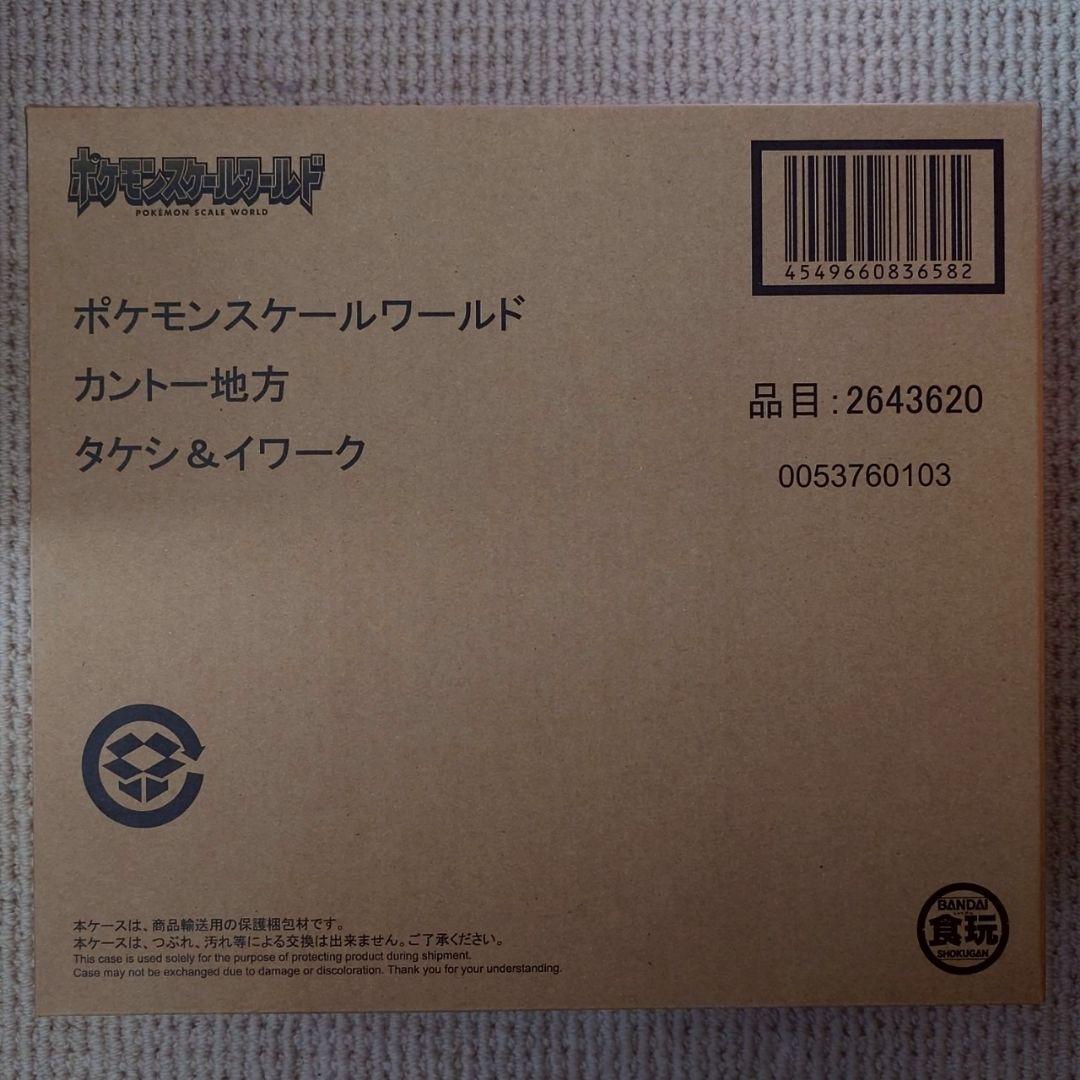 ポケモンスケールワールド
POKÉMON SCALE WORLD
4549660836582
ポケモンスケールワールド
カントー地方
タケシ&イワーク
品目:2643620
0053760103
本ケースは、商品輸送用の保護梱包材です。
本ケースは、つぶれ、汚れ等による交換は出来ません。ご了承ください。
This case is used solely for the purpose of protecting product during shipment.
Case may not be exchanged due to damage or discoloration. Thank you for your understanding.
BANDAI
食玩
SHOKUGAN